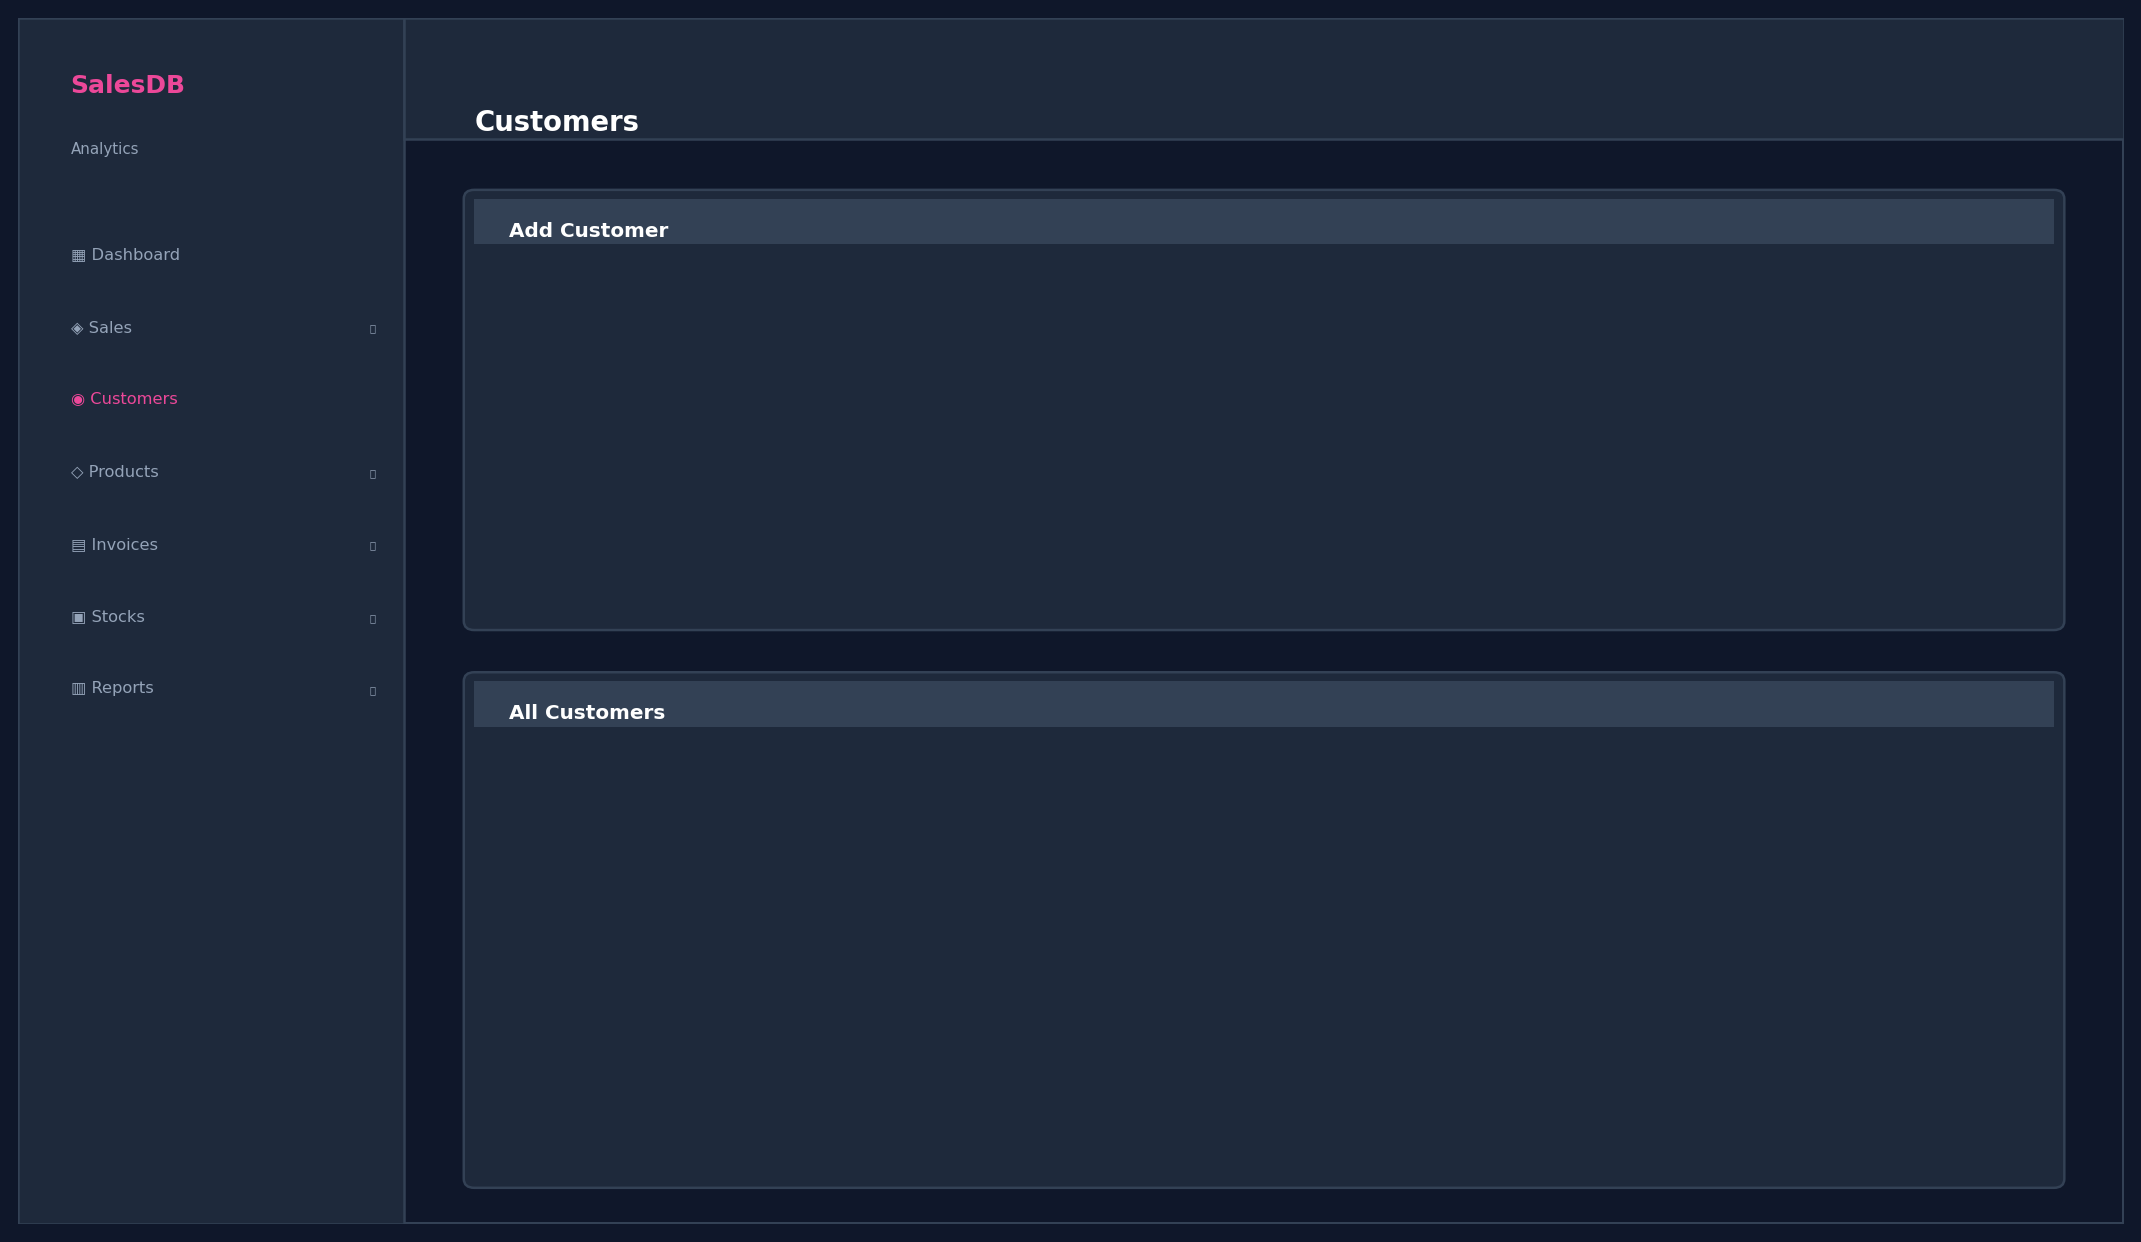 SalesDB
Analytics
▦ Dashboard
◈ Sales
◉ Customers
◇ Products
▤ Invoices
▣ Stocks
▥ Reports
Customers
Add Customer
All Customers